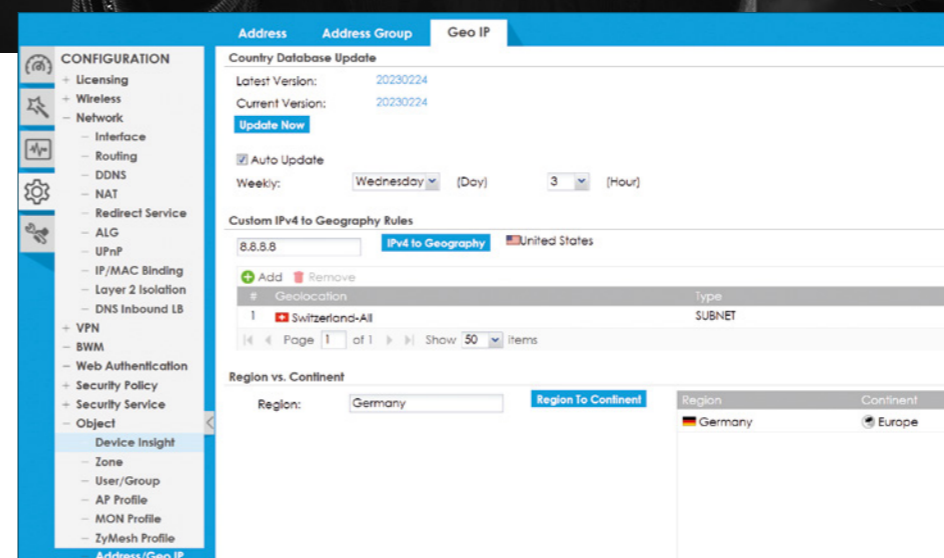 Address Address Group Geo IP
CONFIGURATION
+ Licensing
+ Wireless
− Network
− Interface
− Routing
− DDNS
− NAT
− Redirect Service
− ALG
− UPnP
− IP/MAC Binding
− Layer 2 Isolation
− DNS Inbound LB
+ VPN
− BWM
− Web Authentication
+ Security Policy
+ Security Service
− Object
Device Insight
− Zone
− User/Group
− AP Profile
− MON Profile
− ZyMesh Profile
− Address/Geo IP
Country Database Update
Latest Version: 20230224
Current Version: 20230224
Update Now
Auto Update
Weekly: Wednesday (Day) 3 (Hour)
Custom IPv4 to Geography Rules
8.8.8.8 IPv4 to Geography United States
Add Remove
# Geolocation Type
1 Switzerland-All SUBNET
Page 1 of 1 Show 50 items
Region vs. Continent
Region: Germany Region To Continent
Region Continent
Germany Europe